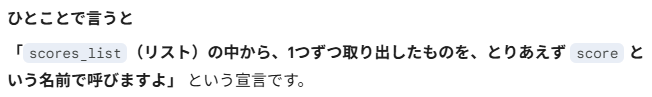 ひとことで言うと
「scores_list（リスト）の中から、1つずつ取り出したものを、とりあえず score と
いう名前で呼びますよ」 という宣言です。